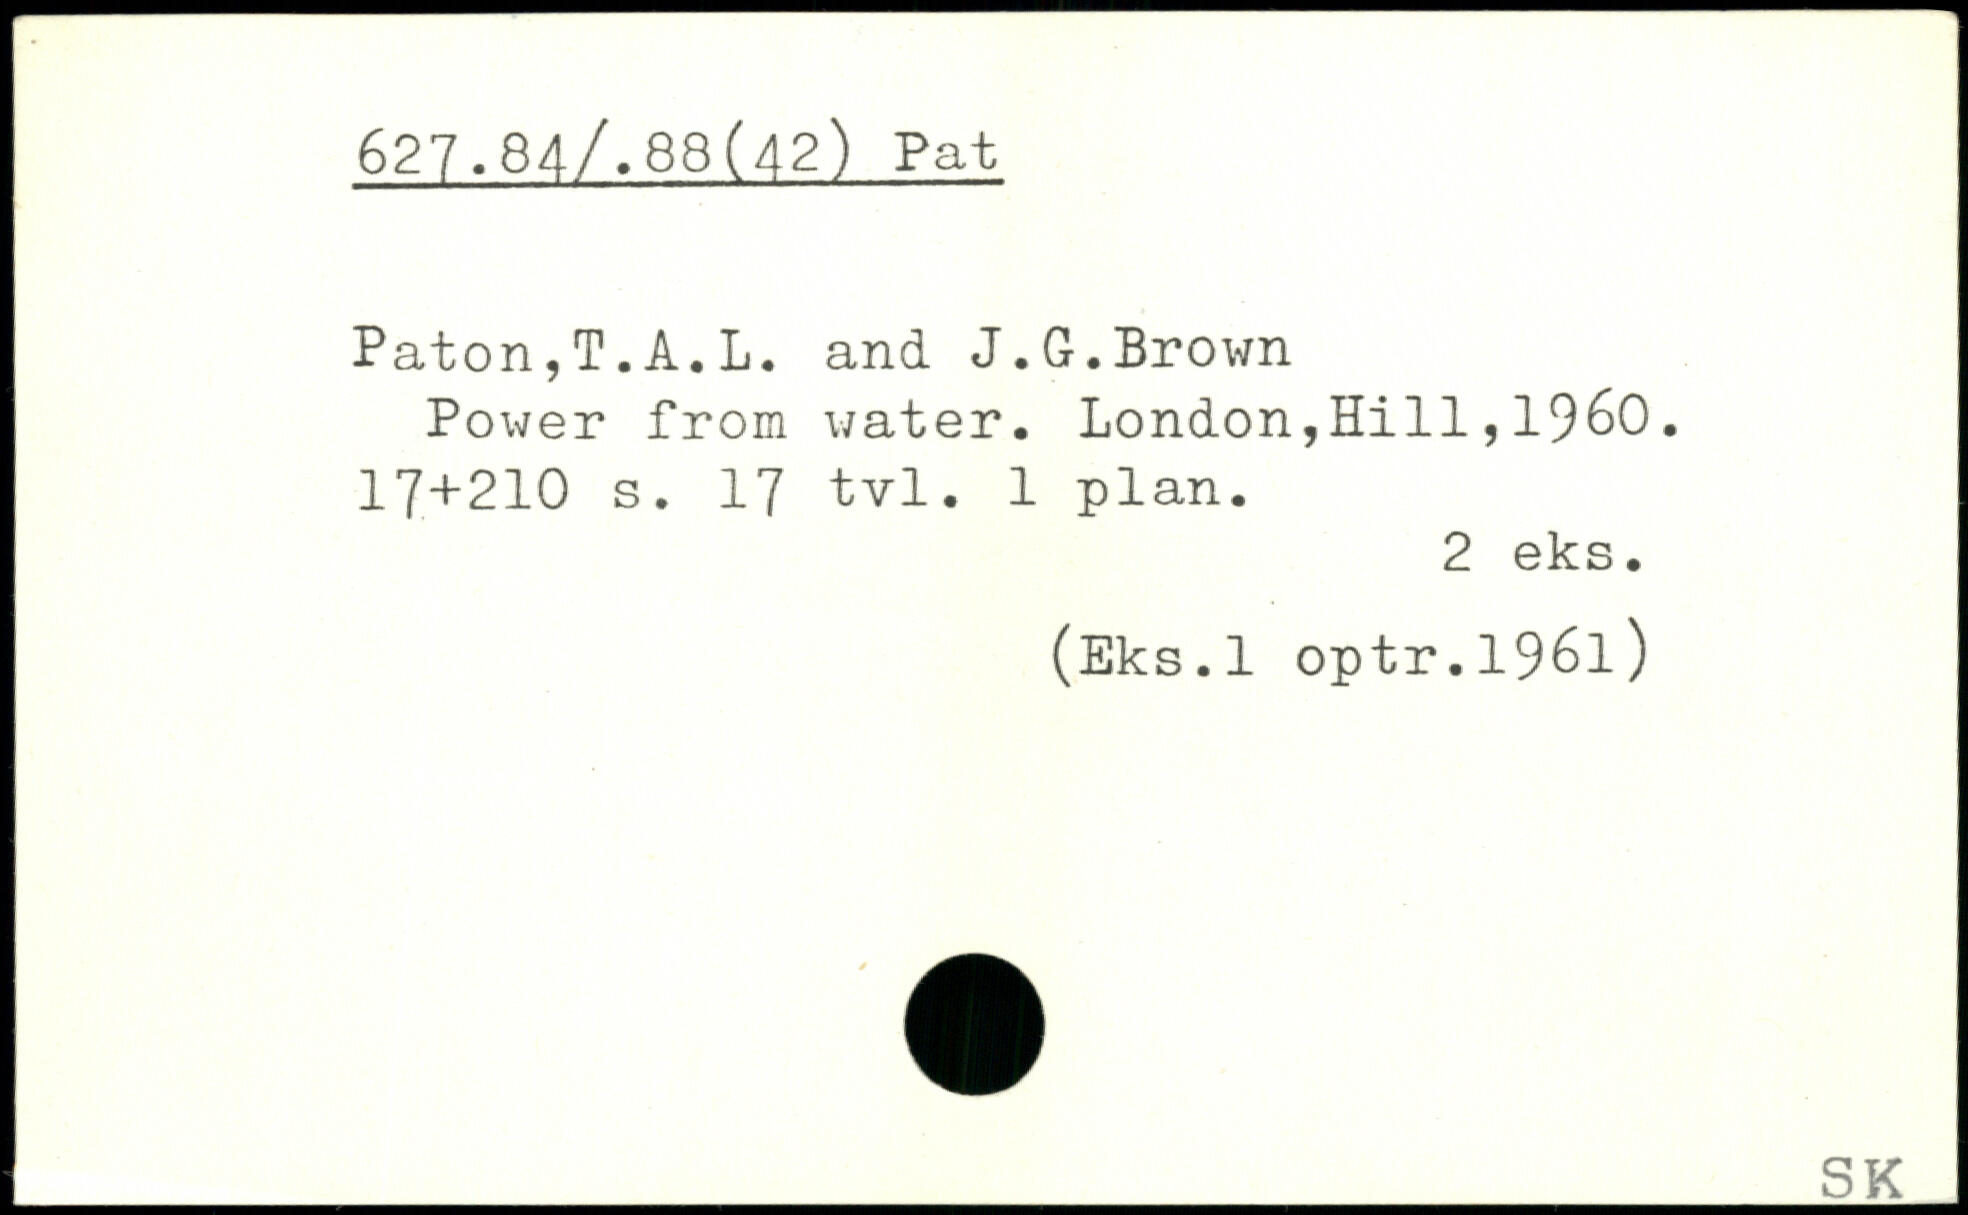 627.84/.88(42) Pat
Paton,T.A.L. and J.G.Brown
Power from water. London,Hill,1960.
17+210 s. 17 tvl. 1 plan.
2 eks.
(Eks.1 optr.1961)
SK